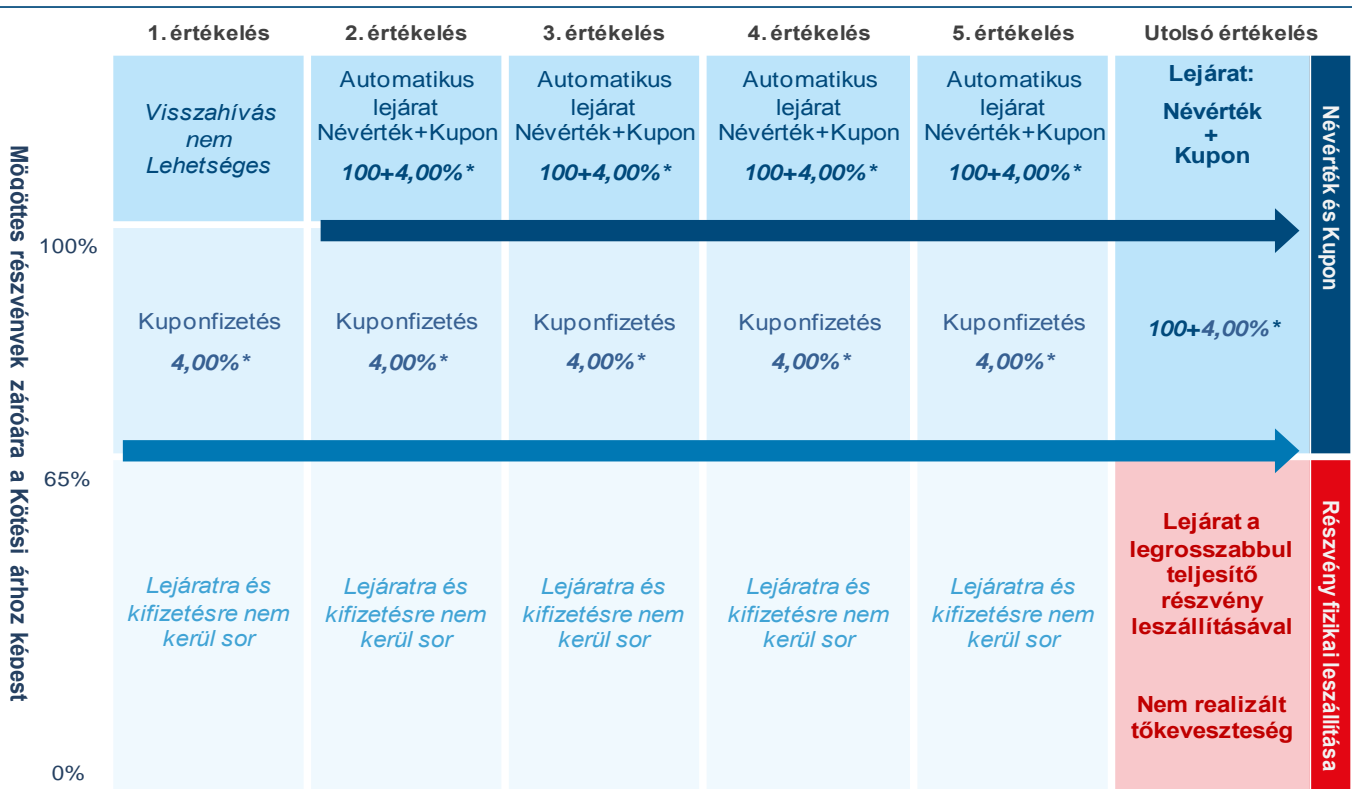 1. értékelés
2. értékelés
3. értékelés
4. értékelés
5. értékelés
Utolsó értékelés
Mögöttes részvények záróára a Kötési árhoz képest
100%
65%
0%
Visszahívás
nem
Lehetséges
Automatikus
lejárat
Névérték+Kupon
100+4,00%*
Automatikus
lejárat
Névérték+Kupon
100+4,00%*
Automatikus
lejárat
Névérték+Kupon
100+4,00%*
Automatikus
lejárat
Névérték+Kupon
100+4,00%*
Lejárat:
Névérték
+
Kupon
Kuponfizetés
4,00%*
Kuponfizetés
4,00%*
Kuponfizetés
4,00%*
Kuponfizetés
4,00%*
Kuponfizetés
4,00%*
100+4,00%*
Névérték és Kupon
Lejáratra és
kifizetésre nem
kerül sor
Lejáratra és
kifizetésre nem
kerül sor
Lejáratra és
kifizetésre nem
kerül sor
Lejáratra és
kifizetésre nem
kerül sor
Lejáratra és
kifizetésre nem
kerül sor
Lejárat a
legrosszabbul
teljesítő
részvény
leszállításával
Nem realizált
tőkeveszteség
Részvény fizikai leszállítása